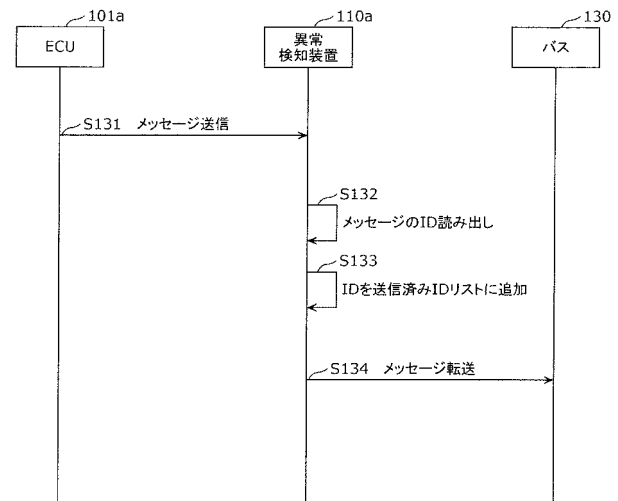 101a
110a
130
ECU
異常
検知装置
バス
S131 メッセージ送信
S132
メッセージのID読み出し
S133
IDを送信済みIDリストに追加
S134 メッセージ転送